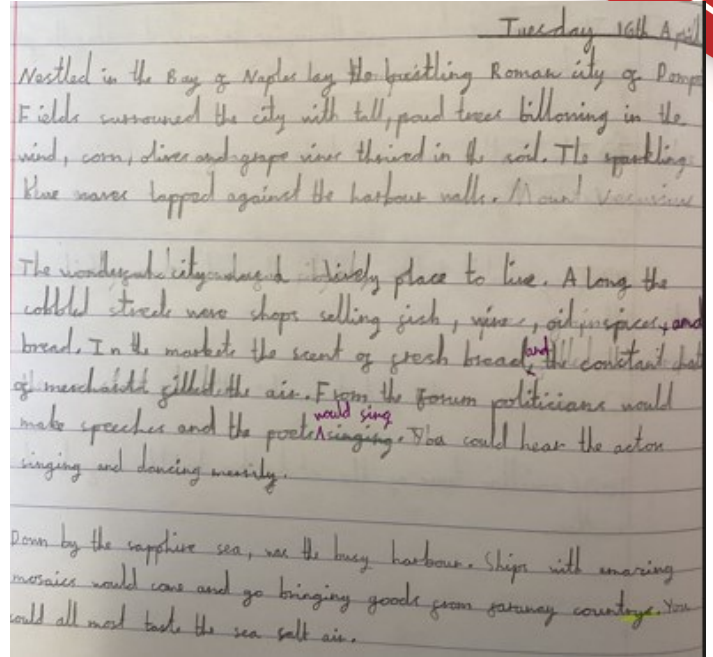 Tuesday 16th April
Nestled in the Bay of Naples lay the bustling Roman city of Pompe
Fields surrouned the city with tall, proud trees billoning in the
wind, corn, olives and grape vines thrived in the soil. The sparkling
blue waves lapped against the harbour walls. Mount Vesuvius
The city was a lively place to live. A long the
cobbled streets were shops selling fish, wine, oil, spices, and
bread. In the markets the scent of fresh bread and the constant chat
of merchants filled the air. From the Forum politicians would
make speeches and the poets would sing singing. You could hear the actors
singing and dancing merrily.
Down by the sapphire sea, was the busy harbour. Ships with amazing
mosaics would come and go bringing goods from faraway countrys. You
could all most taste the sea salt air.